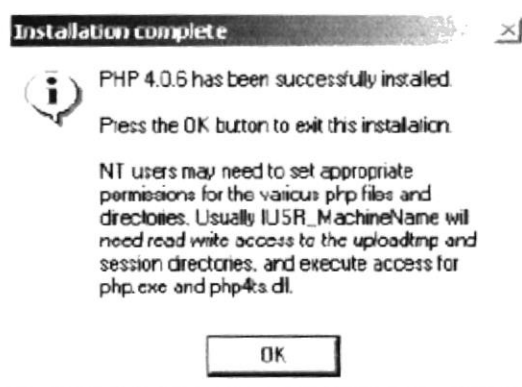 Installation complete
PHP 4.0.6 has been successfully installed.
Press the OK button to exit this installation.
NT users may need to set appropriate
permissions for the various php files and
directories. Usually IUSR_MachineName will
need read write access to the uploadtmp and
session directories, and execute access for
php.exe and php4ts.dll.
OK